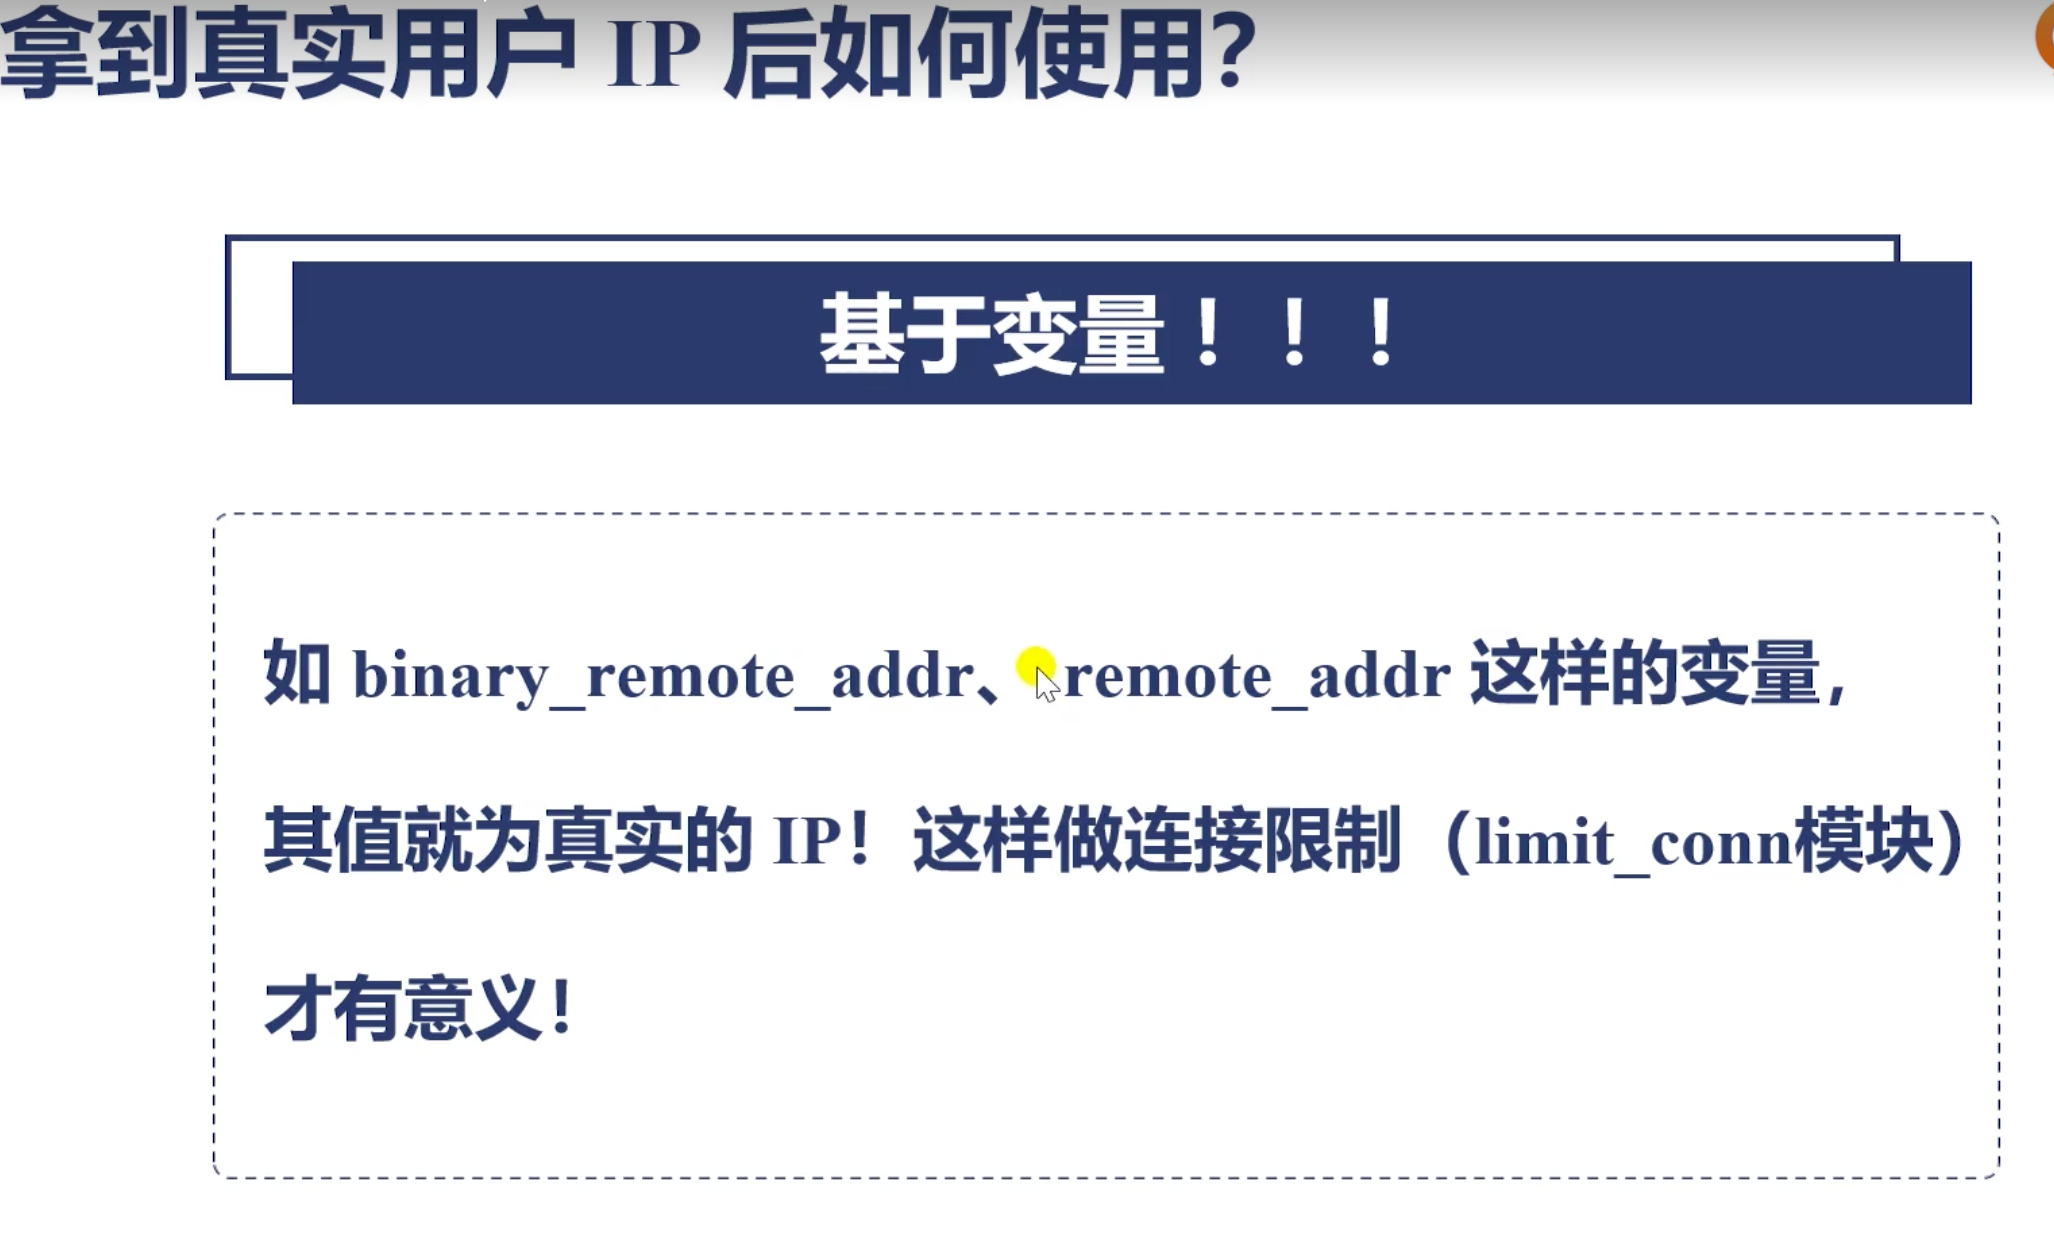 拿到真实用户 IP 后如何使用？
基于变量！！！
如 binary_remote_addr、remote_addr 这样的变量，
其值就为真实的 IP！这样做连接限制（limit_conn模块）
才有意义！